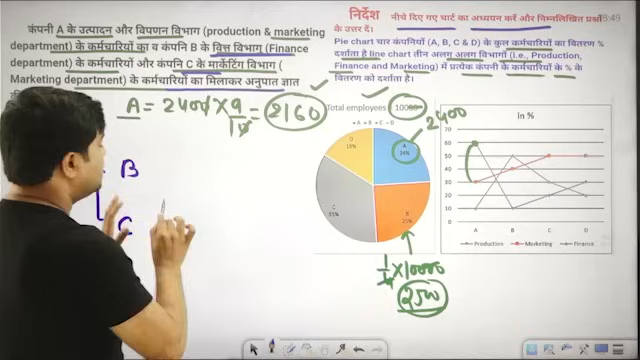 कंपनी A के उत्पादन और विपणन विभाग (production & marketing
department) के कर्मचारियों का व कंपनी B के वित्त विभाग (Finance
department) के कर्मचारियों और कंपनी C के मार्केटिंग विभाग (
Marketing department) के कर्मचारियों का मिलाकर अनुपात ज्ञात
निर्देश नीचे दिए गए चार्ट का अध्ययन करें और निम्नलिखित प्रश्नों
के उत्तर दें।
Pie chart चार कंपनियों (A, B, C & D) के कुल कर्मचारियों का वितरण %
दर्शाता है line चार्ट तीन अलग अलग विभागों (i.e., Production,
Finance and Marketing) में प्रत्येक कंपनी के कर्मचारियों के % के
वितरण को दर्शाता है।
A = 2400 × 9/10 = 2160
B
C
Total employees 10000
A B C D
2400
A
24%
B
25%
C
D
1/4 × 10000
2500
In %
70
60
50
40
30
20
10
0
A B C D
Production Marketing Finance